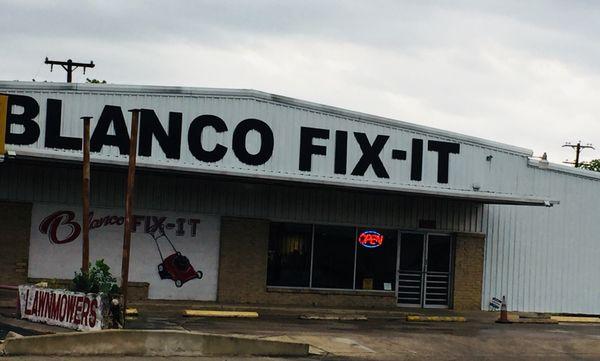 BLANCO FIX-IT
Blanco FIX-IT
OPEN
LAWNMOWERS